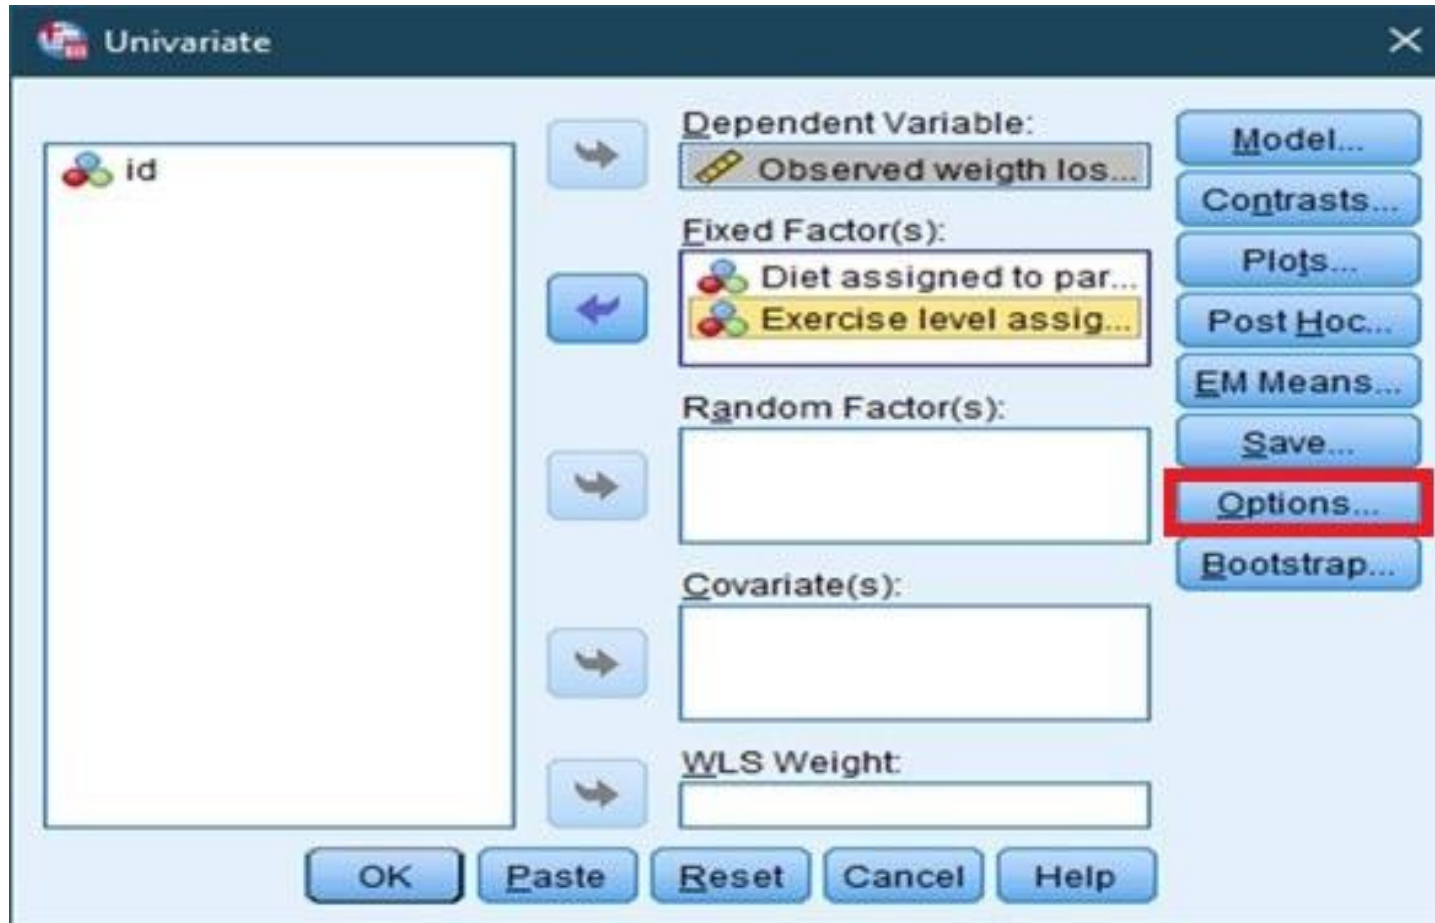 Univariate
id
Dependent Variable:
Observed weigth los...
Fixed Factor(s):
Diet assigned to par...
Exercise level assig...
Random Factor(s):
Covariate(s):
WLS Weight:
Model...
Contrasts...
Plots...
Post Hoc...
EM Means...
Save...
Options...
Bootstrap...
OK
Paste
Reset
Cancel
Help